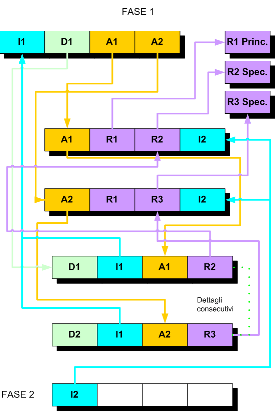 FASE 1
I1 D1 A1 A2
R1 Princ.
R2 Spec.
R3 Spec.
A1 R1 R2 I2
A2 R1 R3 I2
D1 I1 A1 R2
Dettagli
consecutivi
D2 I1 A2 R3
FASE 2
I2